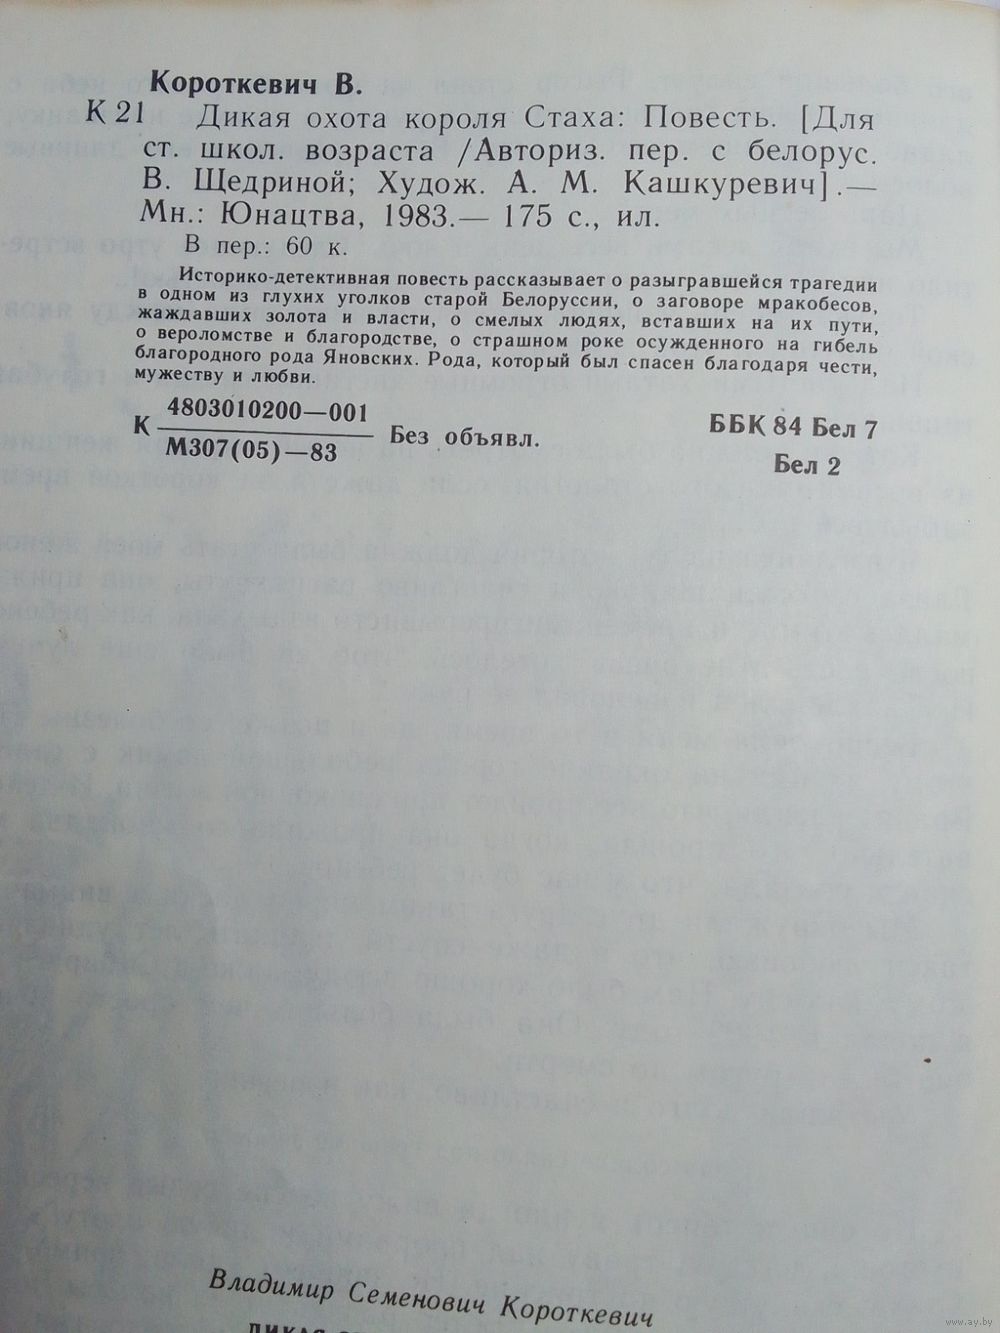 Короткевич В.
К 21 Дикая охота короля Стаха: Повесть. [Для
ст. школ. возраста /Авториз. пер. с белорус.
В. Щедриной; Худож. А. М. Кашкуревич].—
Мн.: Юнацтва, 1983.— 175 с., ил.
В пер.: 60 к.
Историко-детективная повесть рассказывает о разыгравшейся трагедии
в одном из глухих уголков старой Белоруссии, о заговоре мракобесов,
жаждавших золота и власти, о смелых людях, вставших на их пути,
о вероломстве и благородстве, о страшном роке осужденного на гибель
благородного рода Яновских. Рода, который был спасен благодаря чести,
мужеству и любви.
К 4803010200—001
М307(05)—83
Без объявл.
ББК 84 Бел 7
Бел 2
Владимир Семенович Короткевич
www.ay.by